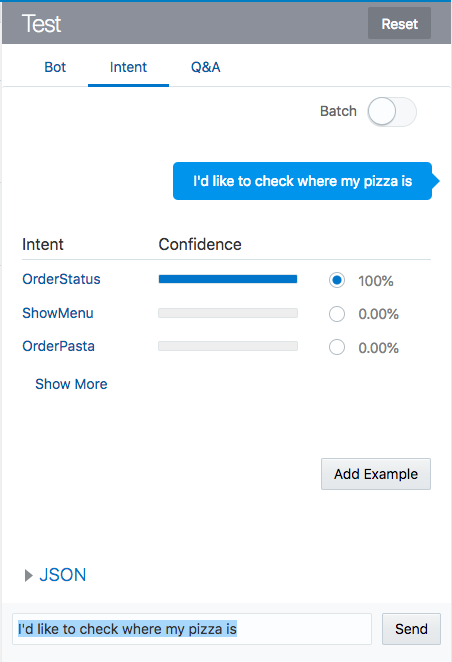 Test
Reset
Bot Intent Q&A
Batch
I'd like to check where my pizza is
Intent Confidence
OrderStatus 100%
ShowMenu 0.00%
OrderPasta 0.00%
Show More
Add Example
JSON
I'd like to check where my pizza is Send